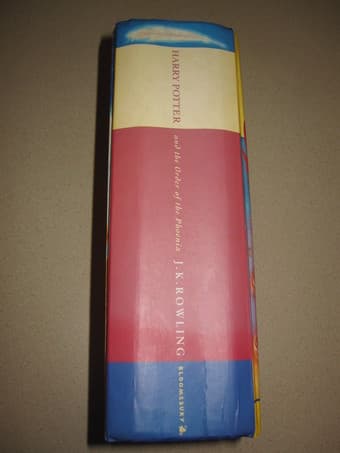 HARRY POTTER
and the Order of the Phoenix
J.K.ROWLING
BLOOMSBURY